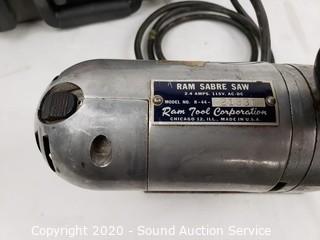 RAM SABRE SAW
2.4 AMPS. 115V. AC-DC
MODEL NO. R-44-
Ram Tool Corporation
CHICAGO 12, ILL. MADE IN U.S.A.
Copyright © 2020 - Sound Auction Service